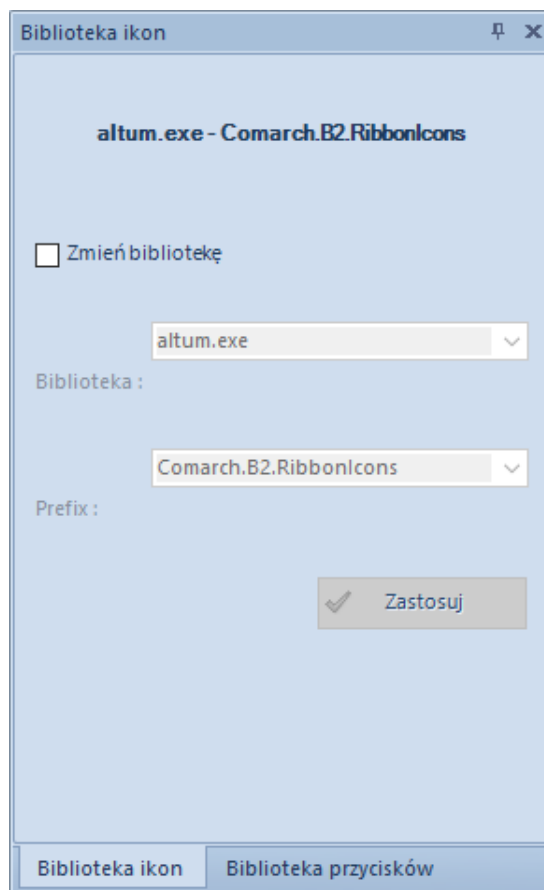 Biblioteka ikon
altum.exe - Comarch.B2.RibbonIcons
Zmień bibliotekę
altum.exe
Biblioteka :
Comarch.B2.RibbonIcons
Prefix :
Zastosuj
Biblioteka ikon Biblioteka przycisków